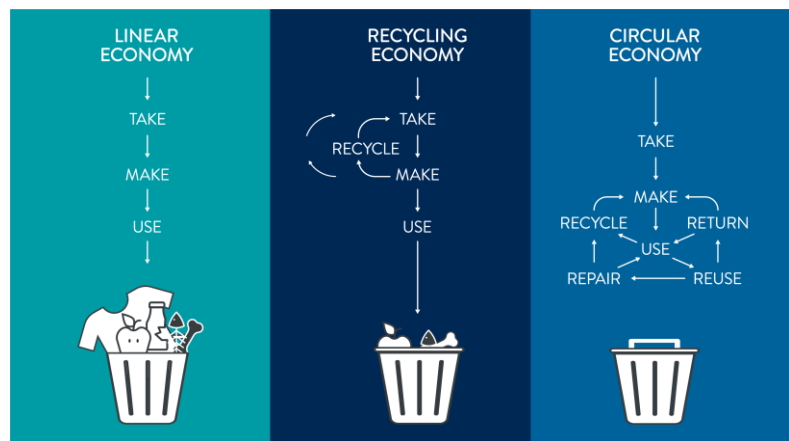 LINEAR
ECONOMY
TAKE
MAKE
USE
RECYCLING
ECONOMY
TAKE
RECYCLE
MAKE
USE
CIRCULAR
ECONOMY
TAKE
MAKE
RECYCLE
RETURN
USE
REPAIR
REUSE